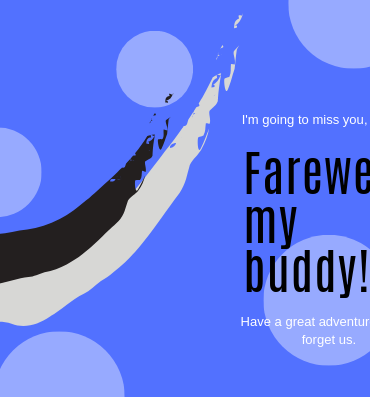 I'm going to miss you,
Farewe
my
buddy!
Have a great adventur
forget us.